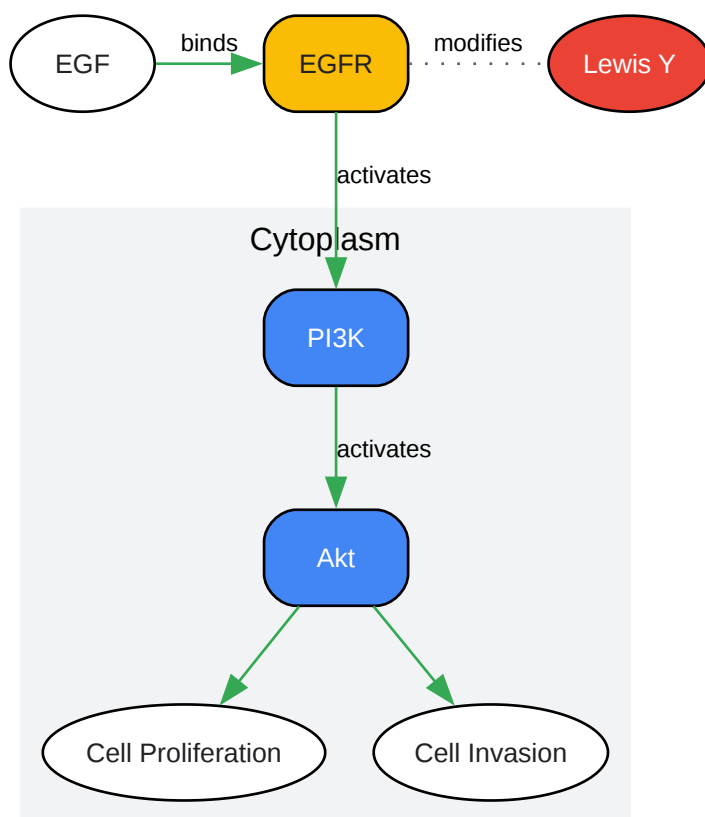 EGF
binds
EGFR
modifies
Lewis Y
activates
Cytoplasm
PI3K
activates
Akt
Cell Proliferation
Cell Invasion